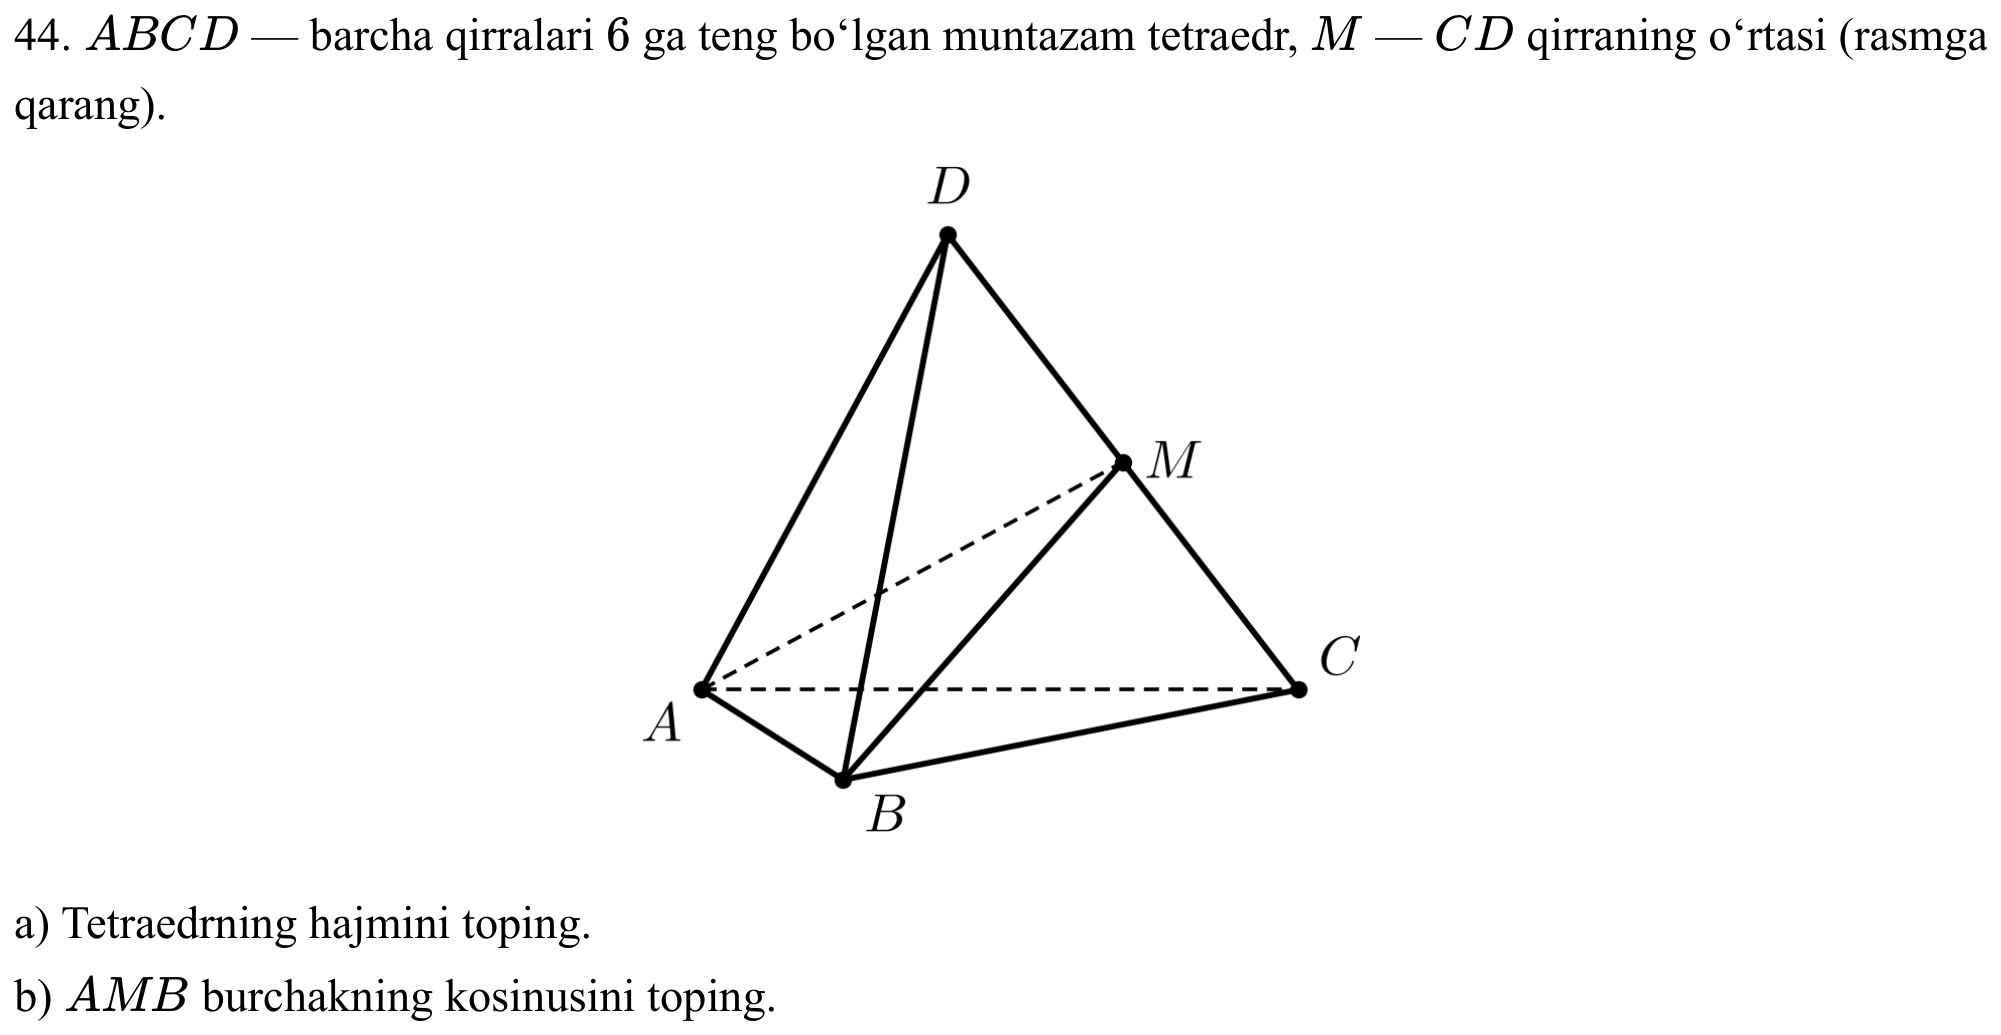 44. ABCD — barcha qirralari 6 ga teng bo‘lgan muntazam tetraedr, M — CD qirraning o‘rtasi (rasmga
qarang).
D
M
C
A
B
a) Tetraedrning hajmini toping.
b) AMB burchakning kosinusini toping.